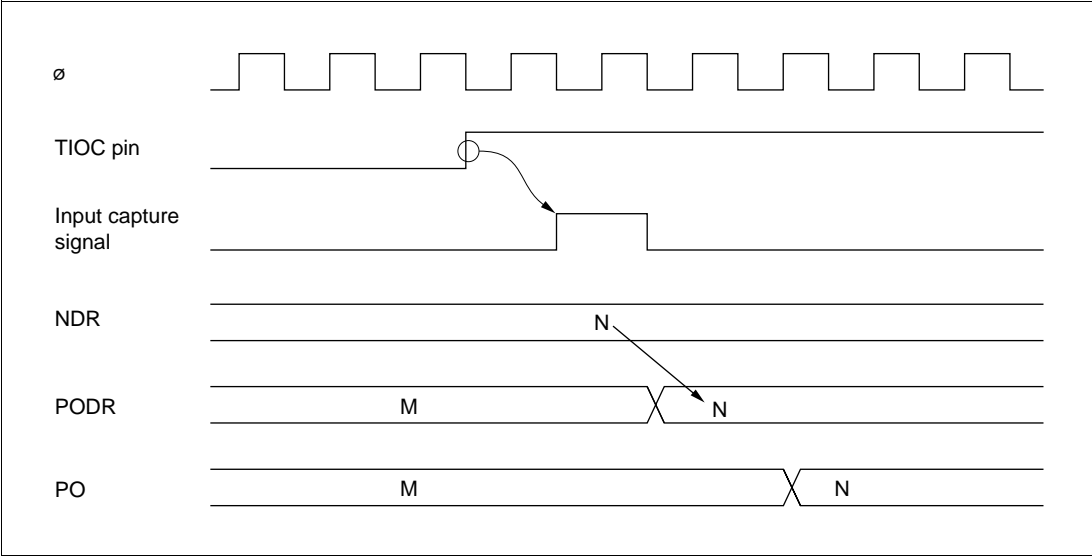 ø
TIOC pin
Input capture
signal
NDR
N
PODR
M
N
PO
M
N